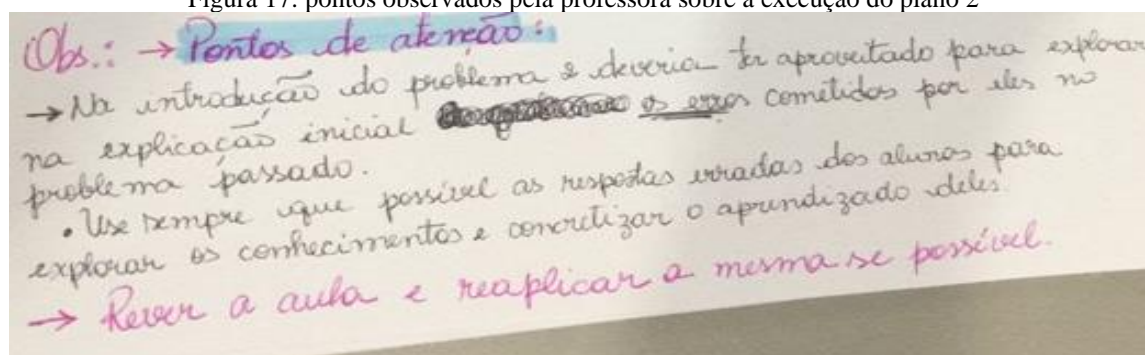 Figura 17: pontos observados pela professora sobre a execução do plano 2
Obs.: → Pontos de atenção:
→ Na introducção do problema 2 deveria ter aproveitado para explorar
na explicação inicial os erros cometidos por eles no
problema passado.
• Use sempre que possível as respostas erradas dos alunos para
explorar os conhecimentos e concretizar o aprendizado deles.
→ Rever a aula e reaplicar a mesma se possível.